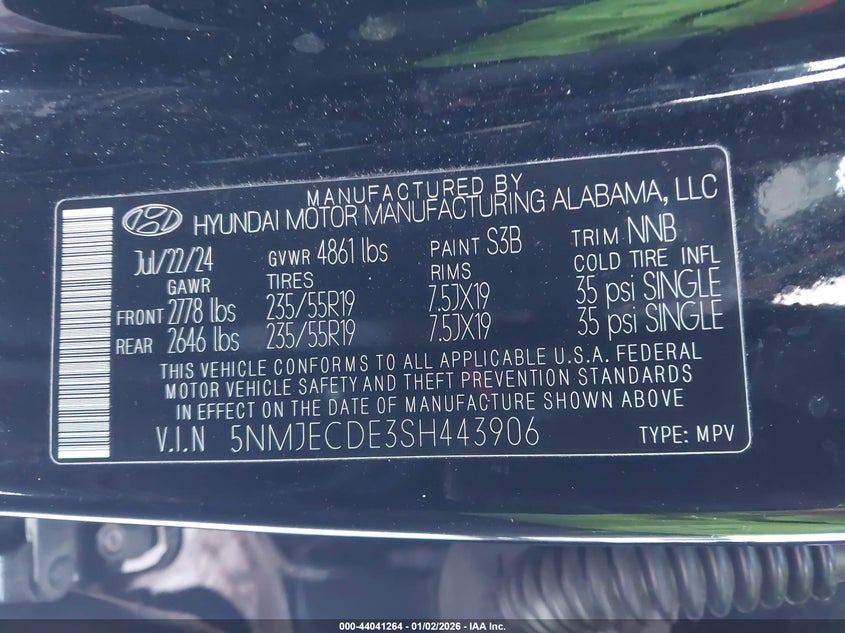 MANUFACTURED BY
HYUNDAI MOTOR MANUFACTURING ALABAMA, LLC
Jul/22/24 GVWR 4861 lbs PAINT S3B TRIM NNB
GAWR TIRES RIMS COLD TIRE INFL
FRONT 2778 lbs 235/55R19 7.5JX19 35 psi SINGLE
REAR 2646 lbs 235/55R19 7.5JX19 35 psi SINGLE
THIS VEHICLE CONFORMS TO ALL APPLICABLE U.S.A. FEDERAL
MOTOR VEHICLE SAFETY AND THEFT PREVENTION STANDARDS
IN EFFECT ON THE DATE OF MANUFACTURE SHOWN ABOVE
V.I.N 5NMJECDE3SH443906 TYPE: MPV
000-44041264 - 01/02/2026 - IAA Inc.